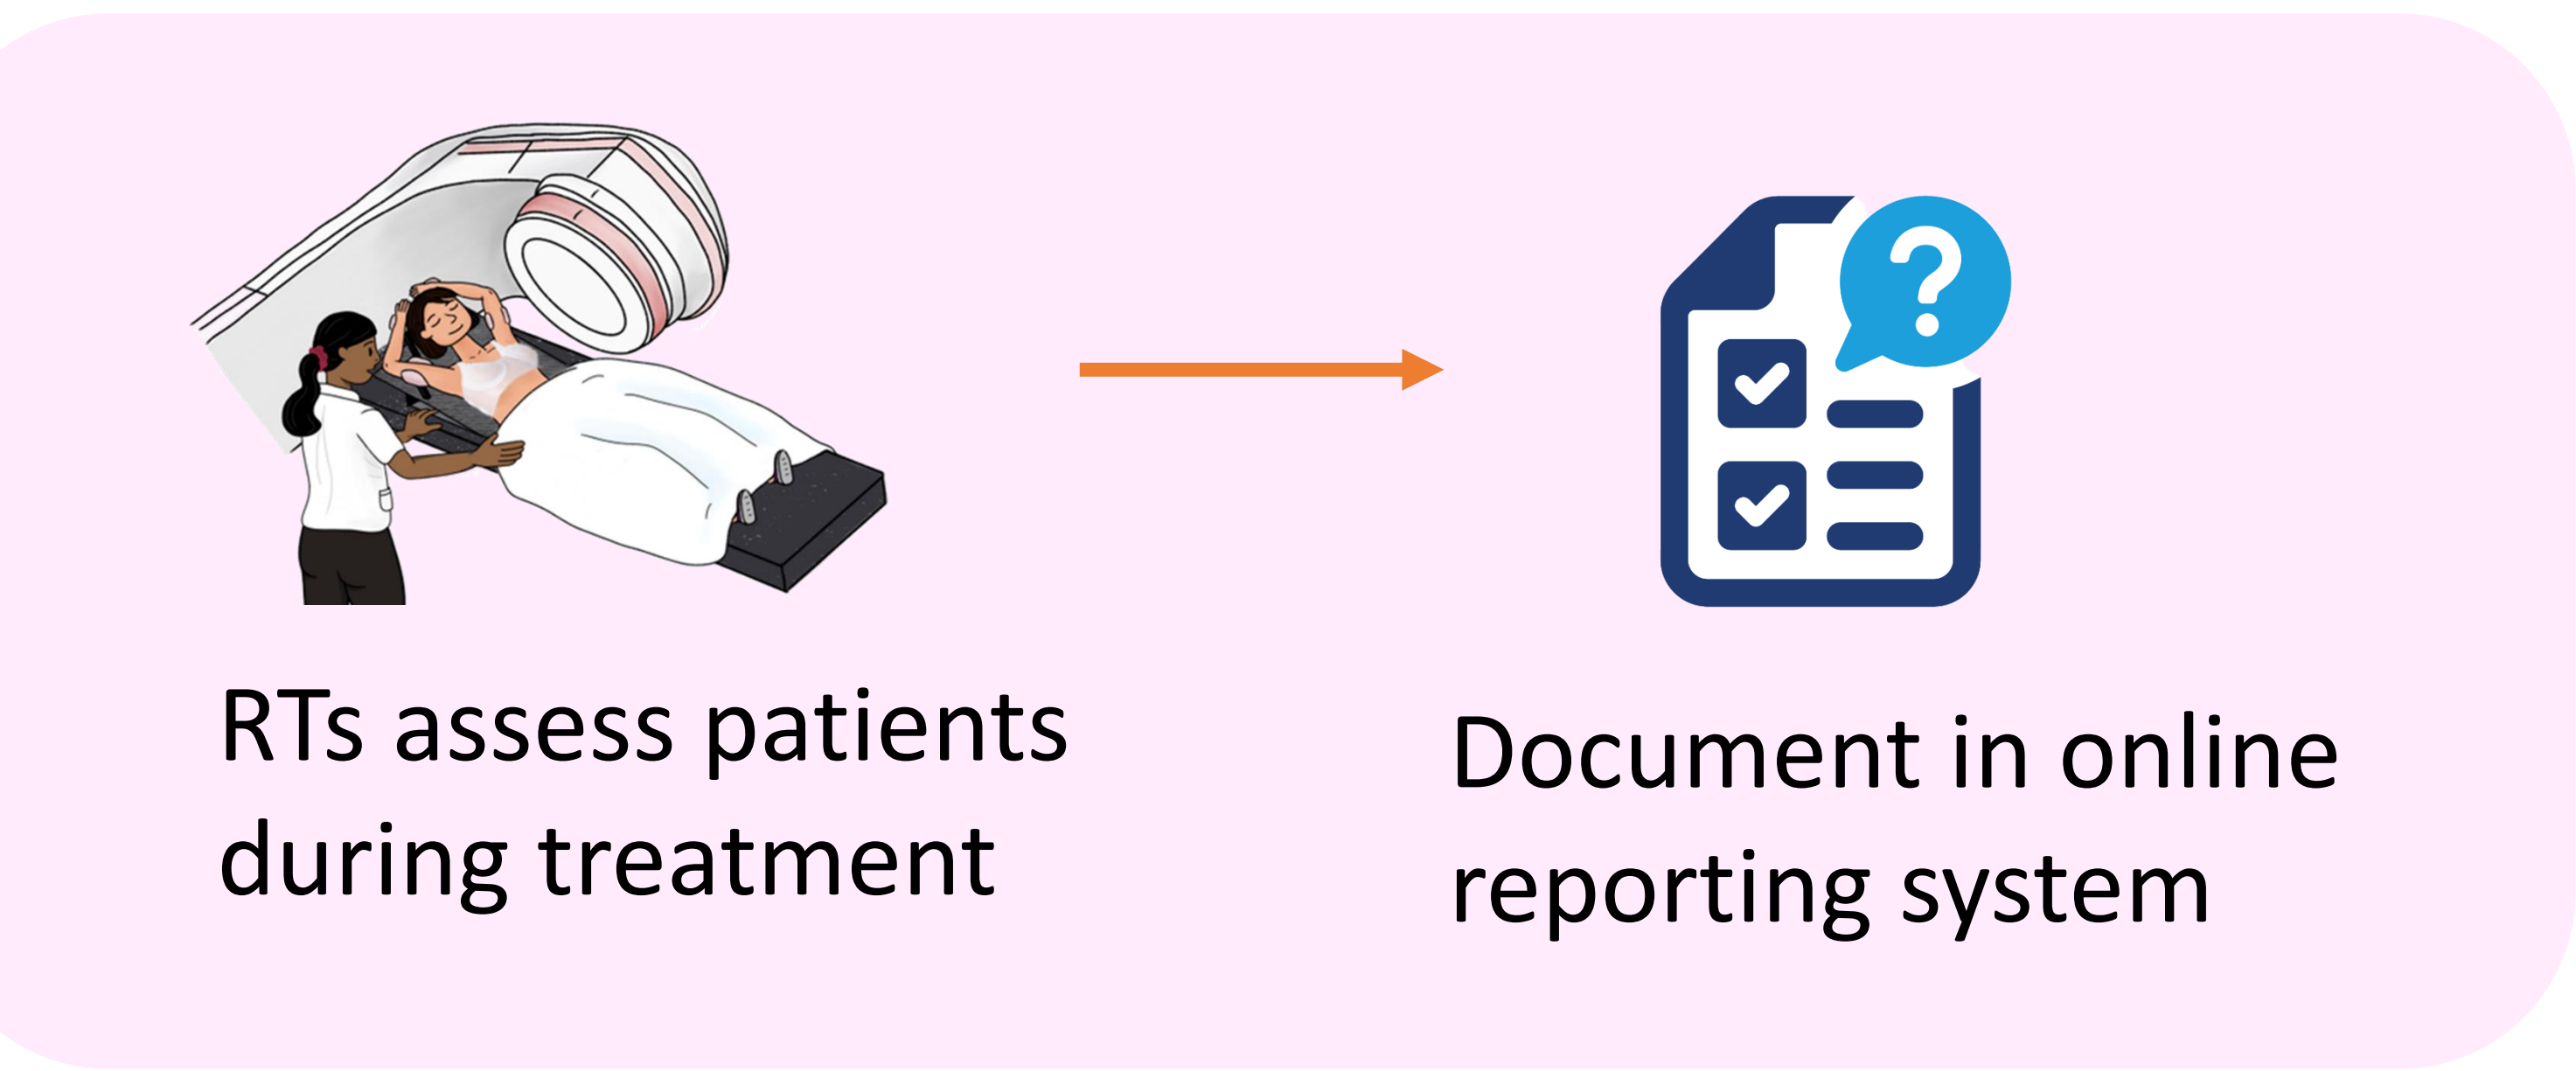 RTs assess patients
during treatment
Document in online
reporting system